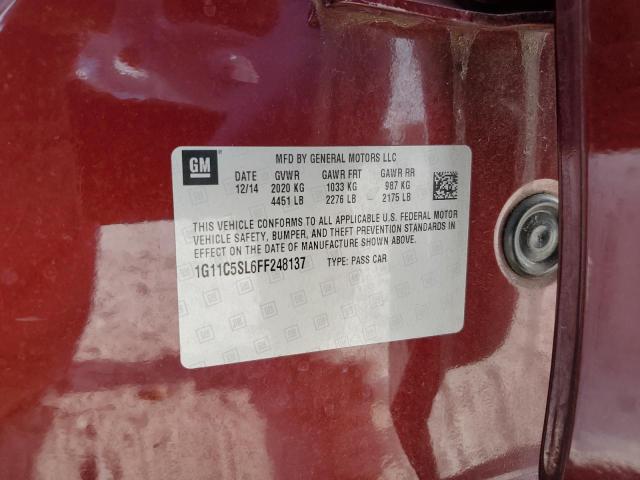 GM
MFD BY GENERAL MOTORS LLC
DATE GVWR GAWR FRT GAWR RR
12/14 2020 KG 1033 KG 987 KG
4451 LB 2276 LB 2175 LB
THIS VEHICLE CONFORMS TO ALL APPLICABLE U.S. FEDERAL MOTOR
VEHICLE SAFETY, BUMPER, AND THEFT PREVENTION STANDARDS IN
EFFECT ON THE DATE OF MANUFACTURE SHOWN ABOVE.
1G11C5SL6FF248137 TYPE: PASS CAR